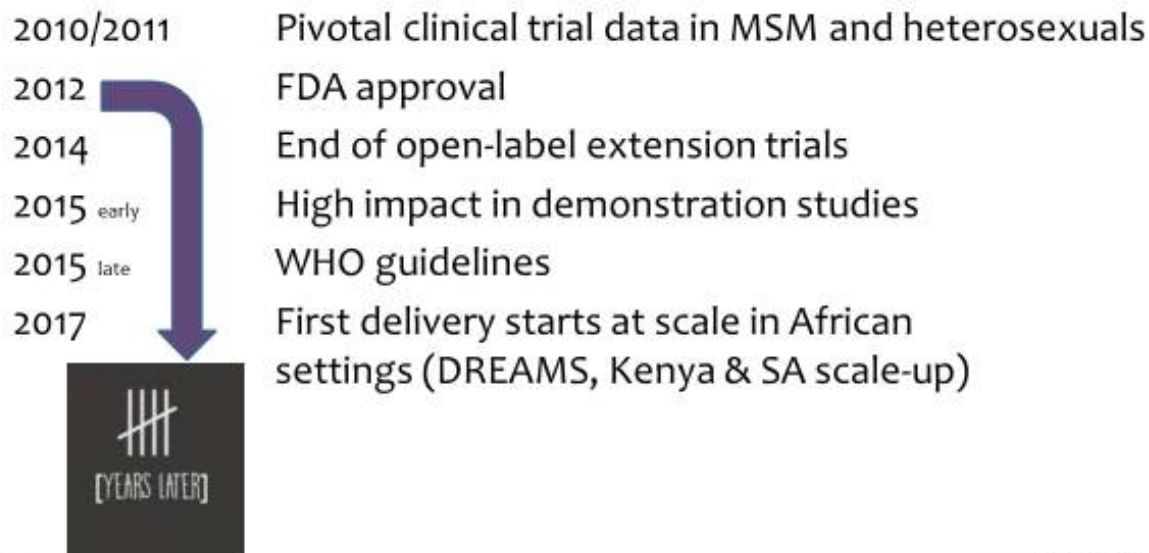 2010/2011 Pivotal clinical trial data in MSM and heterosexuals
2012 FDA approval
2014 End of open-label extension trials
2015 early High impact in demonstration studies
2015 late WHO guidelines
2017 First delivery starts at scale in African
settings (DREAMS, Kenya & SA scale-up)
[YEARS LATER]